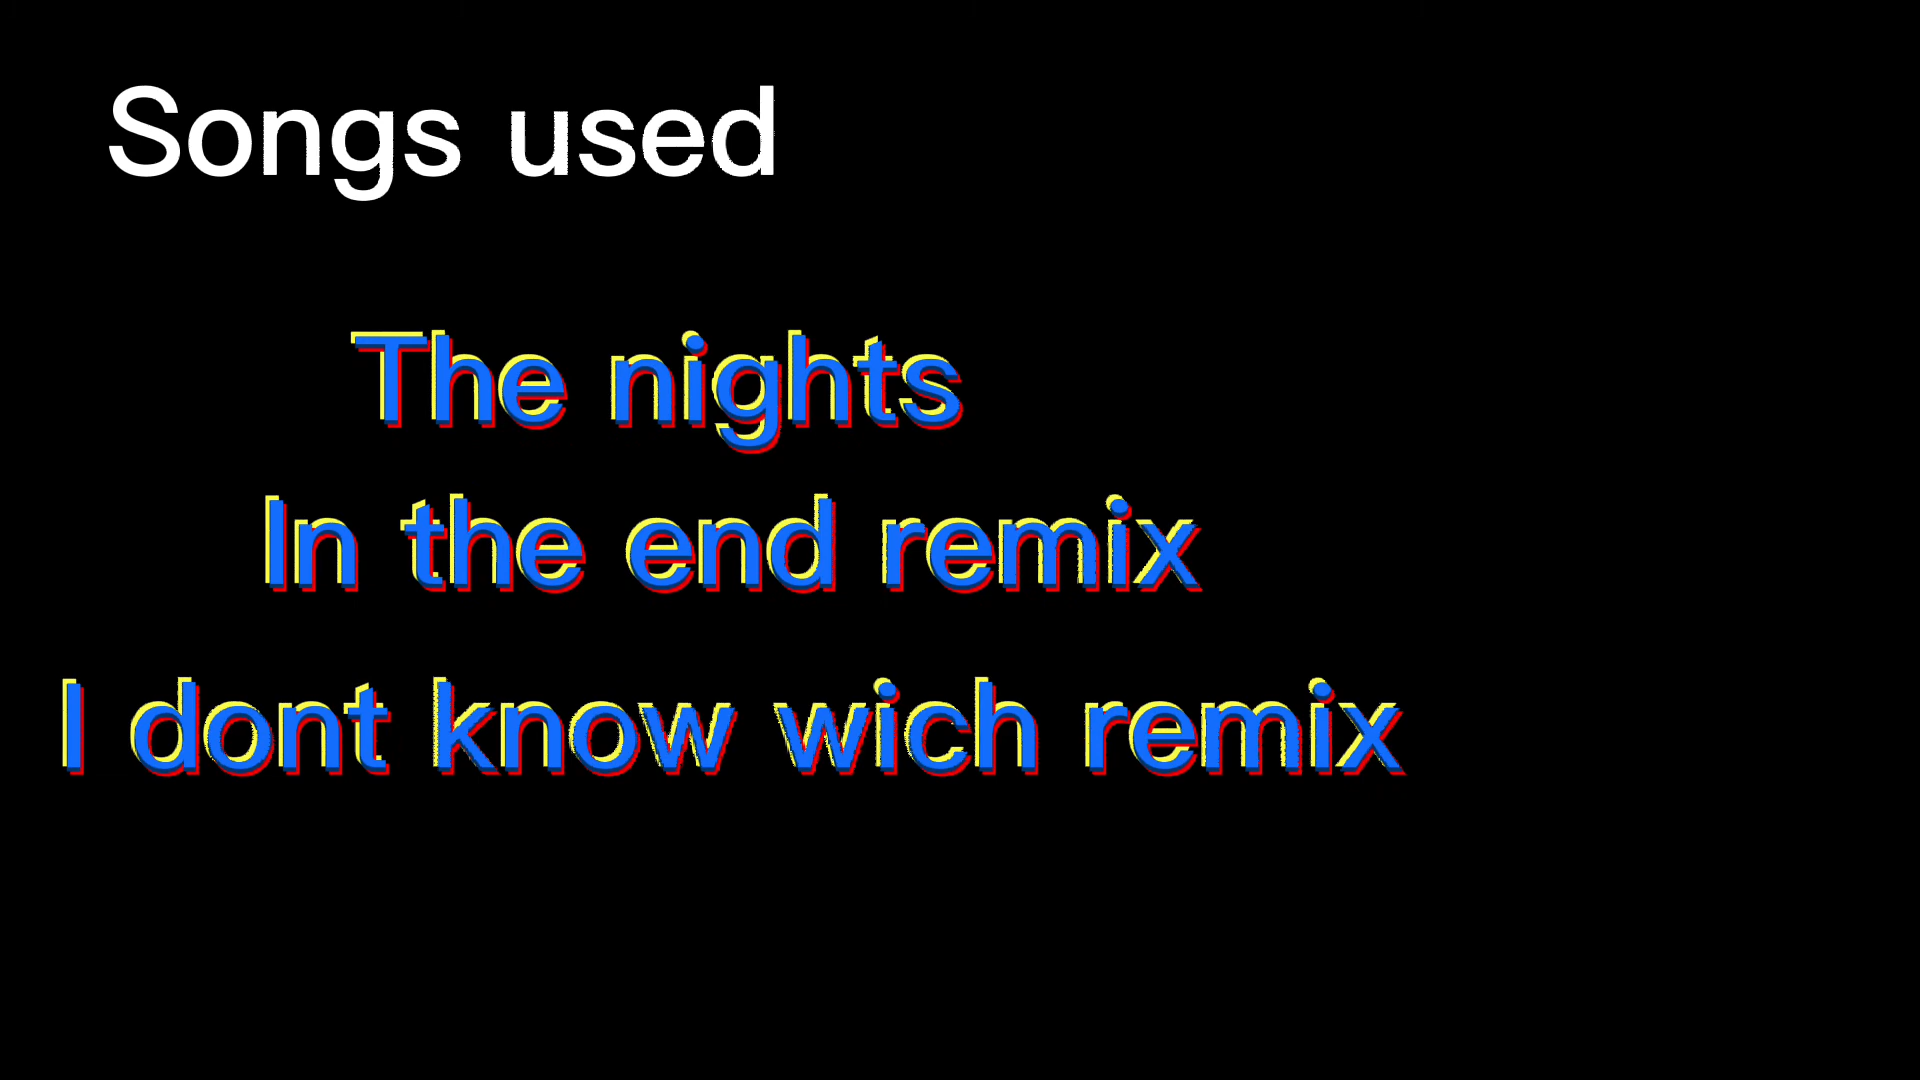 Songs used
The nights
In the end remix
I dont know wich remix